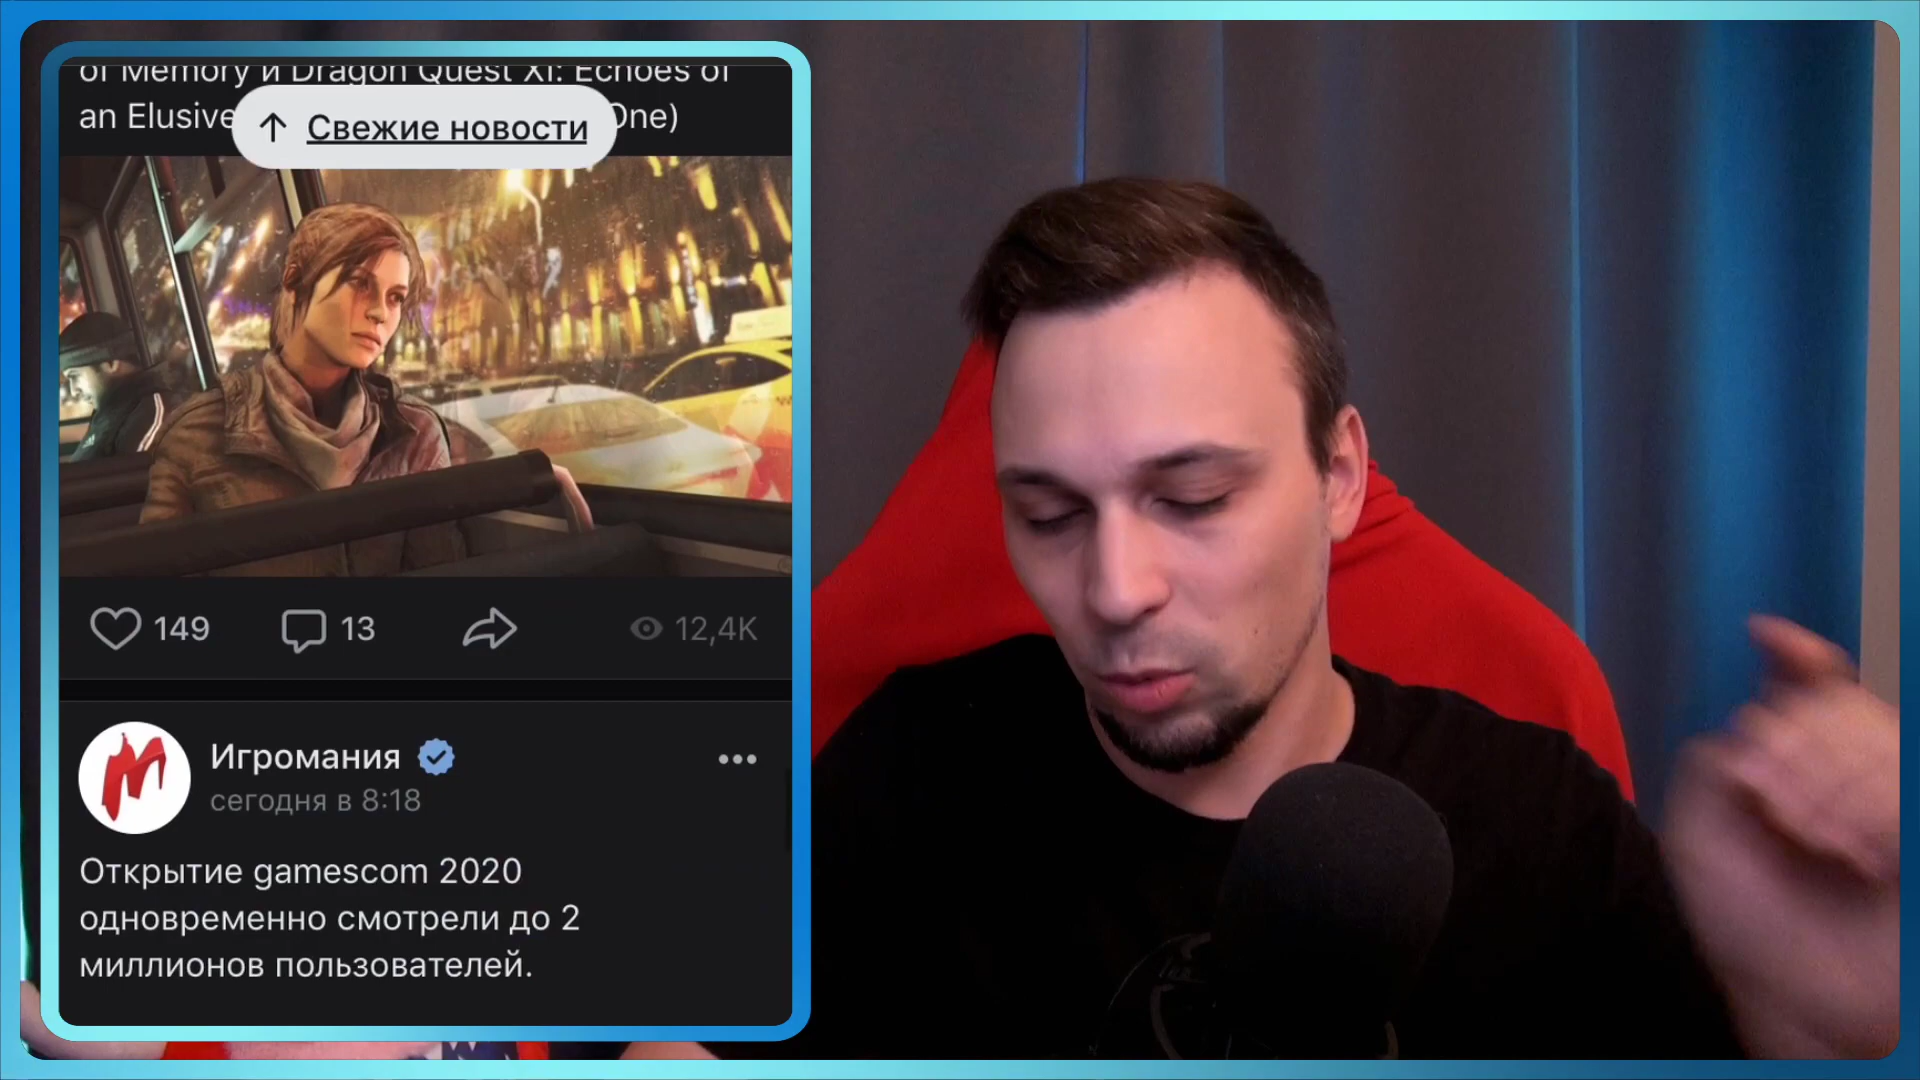 of Memory и Dragon Quest XI: Echoes of
an Elusive One)
↑ Свежие новости
149 13 12,4K
Игромания
сегодня в 8:18
Открытие gamescom 2020
одновременно смотрели до 2
миллионов пользователей.